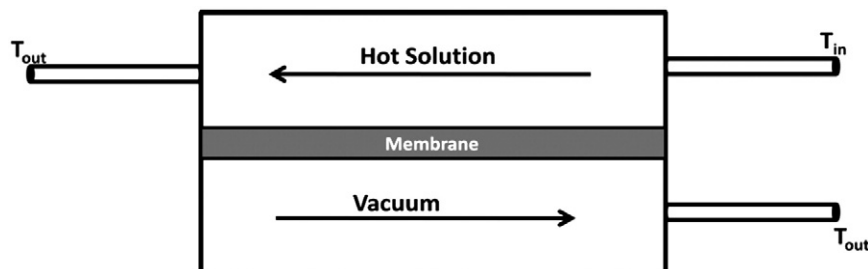 T_out
Hot Solution
T_in
Membrane
Vacuum
T_out